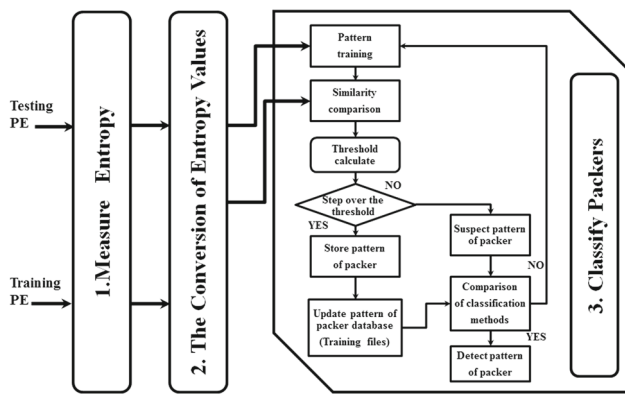 Testing
PE
Training
PE
1.Measure Entropy
2. The Conversion of Entropy Values
Pattern
training
Similarity
comparison
Threshold
calculate
NO
Step over the
threshold
YES
Store pattern
of packer
Update pattern of
packer database
(Training files)
Suspect pattern
of packer
NO
Comparison
of classification
methods
YES
Detect pattern
of packer
3. Classify Packers